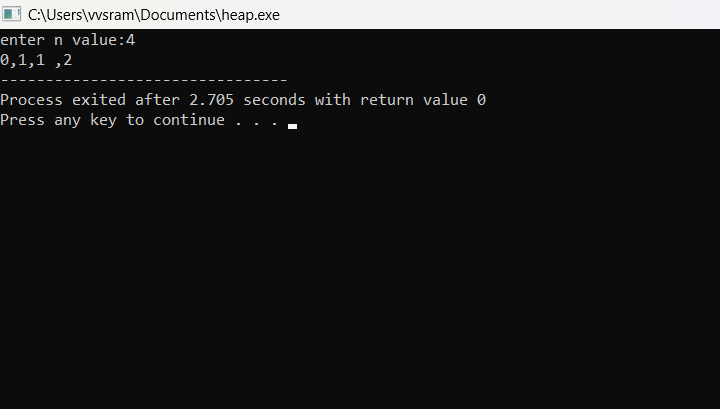 C:\Users\vvsram\Documents\heap.exe
enter n value:4
0,1,1 ,2
--------------------------------
Process exited after 2.705 seconds with return value 0
Press any key to continue . . .